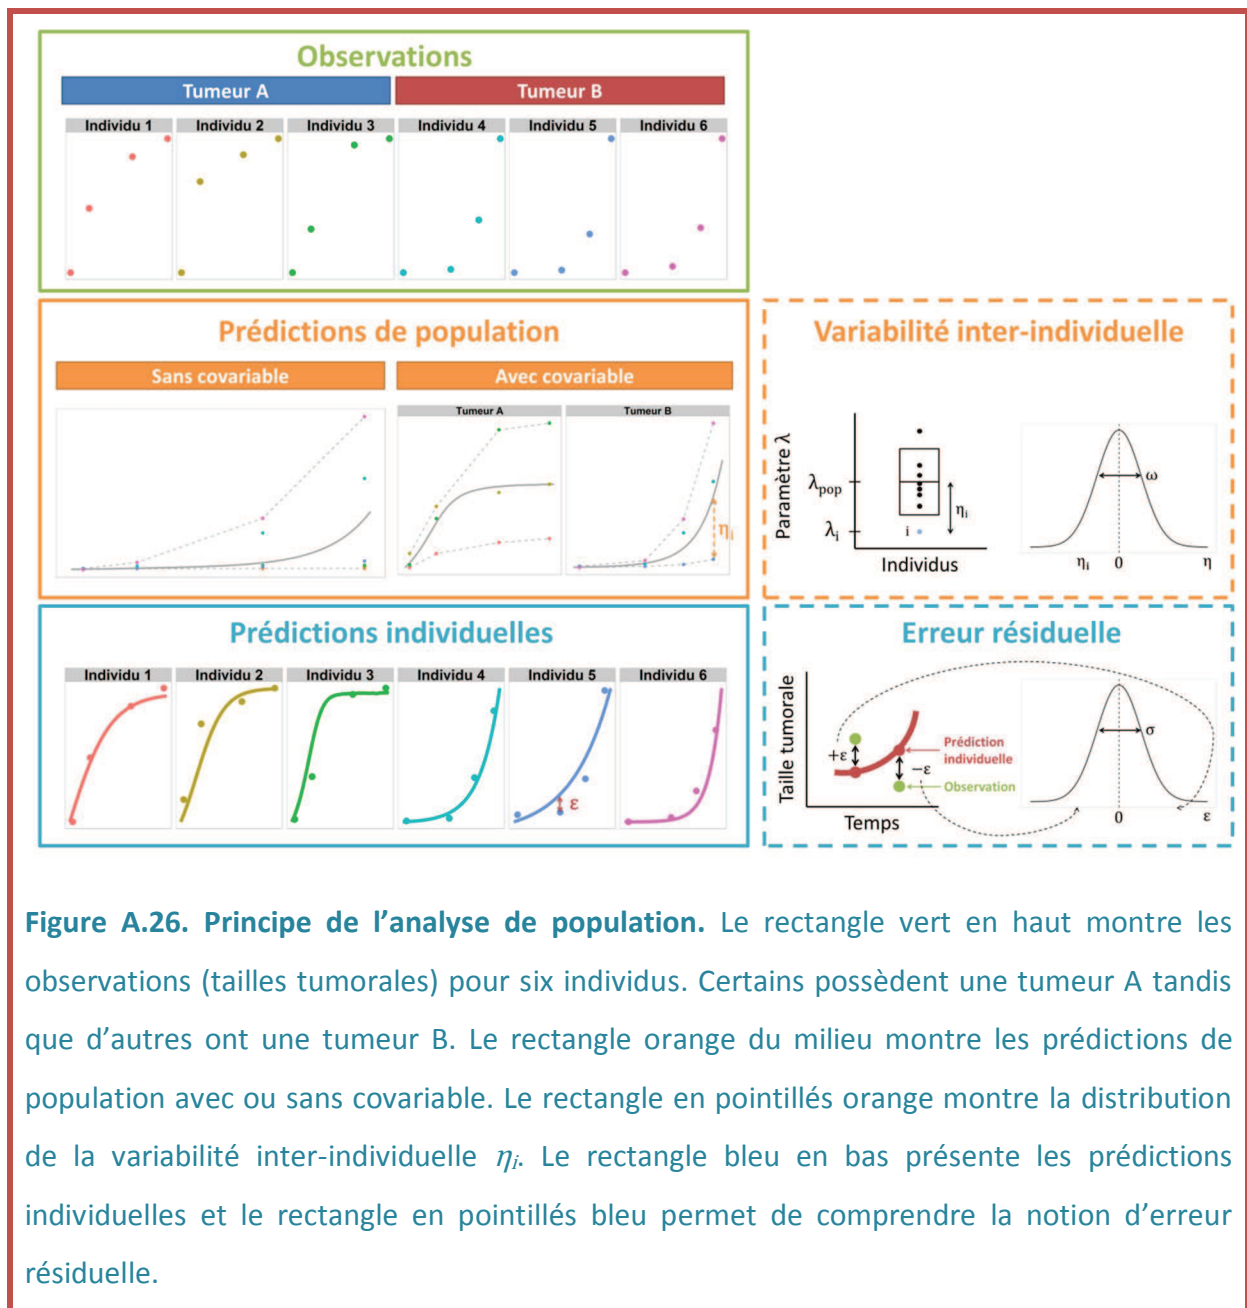 Observations
Tumeur A
Tumeur B
Individu 1
Individu 2
Individu 3
Individu 4
Individu 5
Individu 6
Prédictions de population
Sans covariable
Avec covariable
Tumeur A
Tumeur B
ηi
Variabilité inter-individuelle
Paramètre λ
λpop
λi
i
ηi
Individus
ω
ηi 0 η
Prédictions individuelles
Individu 1
Individu 2
Individu 3
Individu 4
Individu 5
Individu 6
ε
Erreur résiduelle
Taille tumorale
+ε
−ε
Prédiction
individuelle
Observation
Temps
σ
0 ε
Figure A.26. Principe de l’analyse de population. Le rectangle vert en haut montre les
observations (tailles tumorales) pour six individus. Certains possèdent une tumeur A tandis
que d’autres ont une tumeur B. Le rectangle orange du milieu montre les prédictions de
population avec ou sans covariable. Le rectangle en pointillés orange montre la distribution
de la variabilité inter-individuelle ηi. Le rectangle bleu en bas présente les prédictions
individuelles et le rectangle en pointillés bleu permet de comprendre la notion d’erreur
résiduelle.